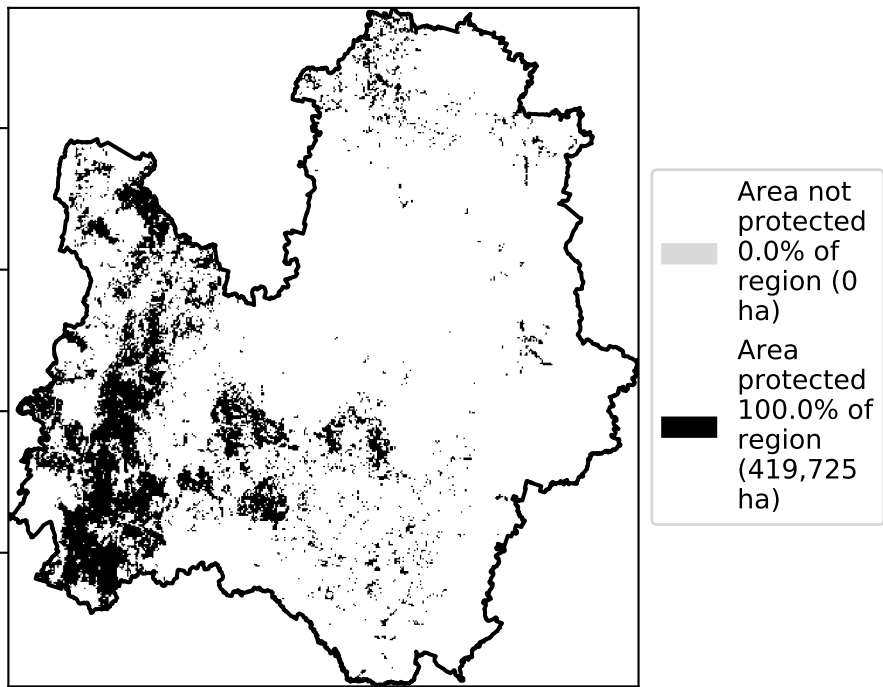 Area not
protected
0.0% of
region (0
ha)
Area
protected
100.0% of
region
(419,725
ha)